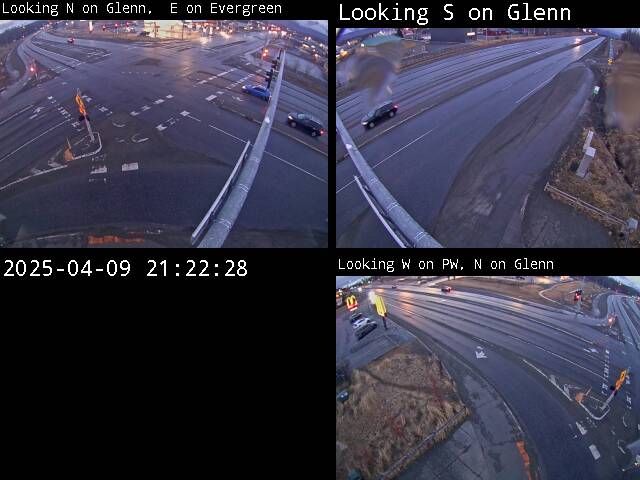 Looking N on Glenn, E on Evergreen
Looking S on Glenn
2025-04-09 21:22:28
Looking W on PW, N on Glenn